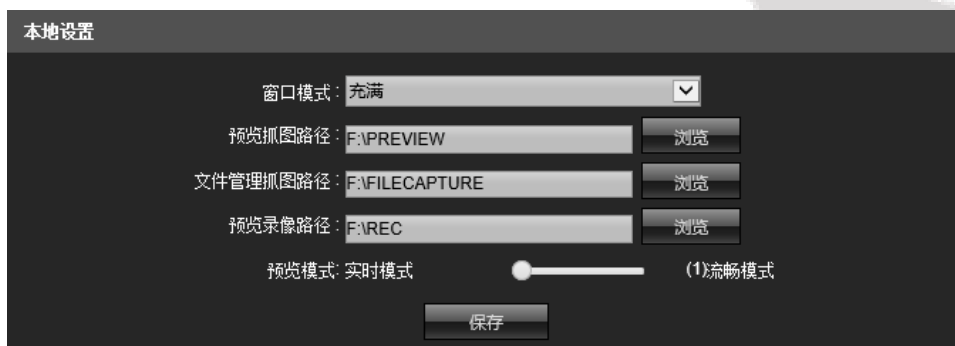 本地设置
窗口模式：充满
预览抓图路径：F:\PREVIEW 浏览
文件管理抓图路径：F:\FILECAPTURE 浏览
预览录像路径：F:\REC 浏览
预览模式: 实时模式 (1)流畅模式
保存